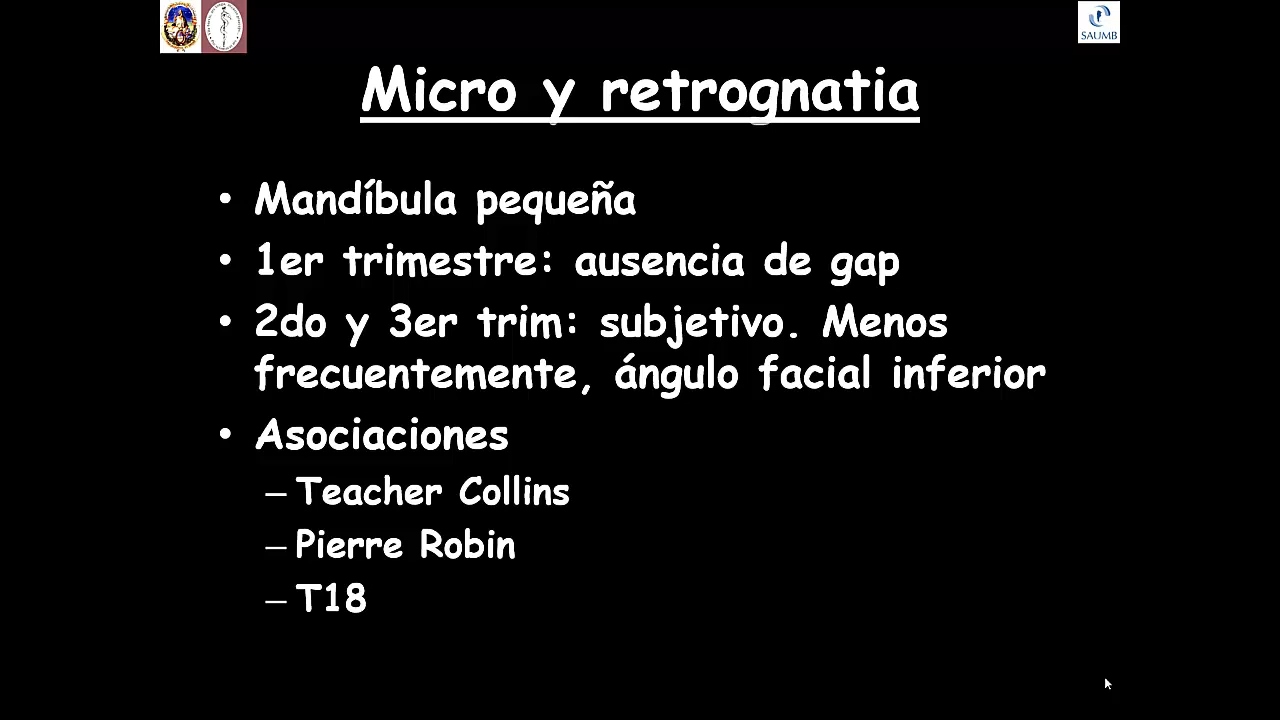 SAUMB
Micro y retrognatia
• Mandíbula pequeña
• 1er trimestre: ausencia de gap
• 2do y 3er trim: subjetivo. Menos
frecuentemente, ángulo facial inferior
• Asociaciones
– Teacher Collins
– Pierre Robin
– T18